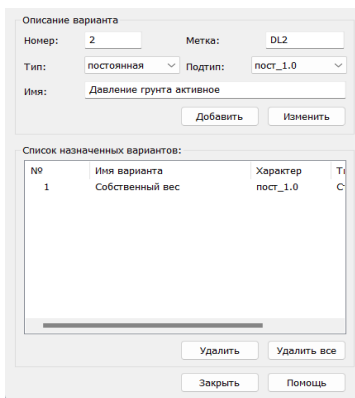 Описание варианта
Номер: 2 Метка: DL2
Тип: постоянная Подтип: пост_1.0
Имя: Давление грунта активное
Добавить Изменить
Список назначенных вариантов:
№ Имя варианта Характер
1 Собственный вес пост_1.0
Удалить Удалить все
Закрыть Помощь